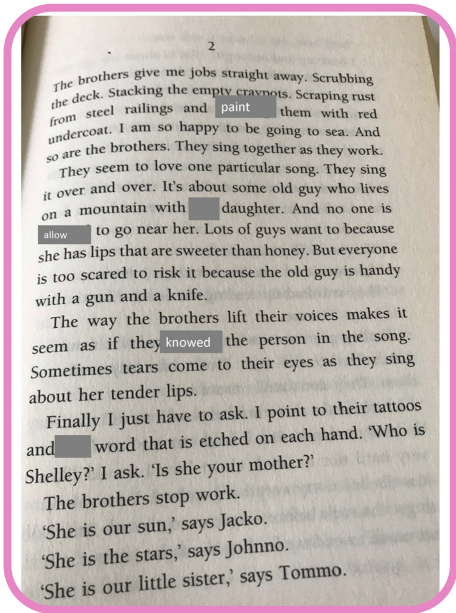 2
The brothers give me jobs straight away. Scrubbing
the deck. Stacking the empty craypots. Scraping rust
from steel railings and paint them with red
undercoat. I am so happy to be going to sea. And
so are the brothers. They sing together as they work.
They seem to love one particular song. They sing
it over and over. It's about some old guy who lives
on a mountain with daughter. And no one is
allow to go near her. Lots of guys want to because
she has lips that are sweeter than honey. But everyone
is too scared to risk it because the old guy is handy
with a gun and a knife.
The way the brothers lift their voices makes it
seem as if they knowed the person in the song.
Sometimes tears come to their eyes as they sing
about her tender lips.
Finally I just have to ask. I point to their tattoos
and word that is etched on each hand. ‘Who is
Shelley?’ I ask. ‘Is she your mother?’
The brothers stop work.
‘She is our sun,’ says Jacko.
‘She is the stars,’ says Johnno.
‘She is our little sister,’ says Tommo.